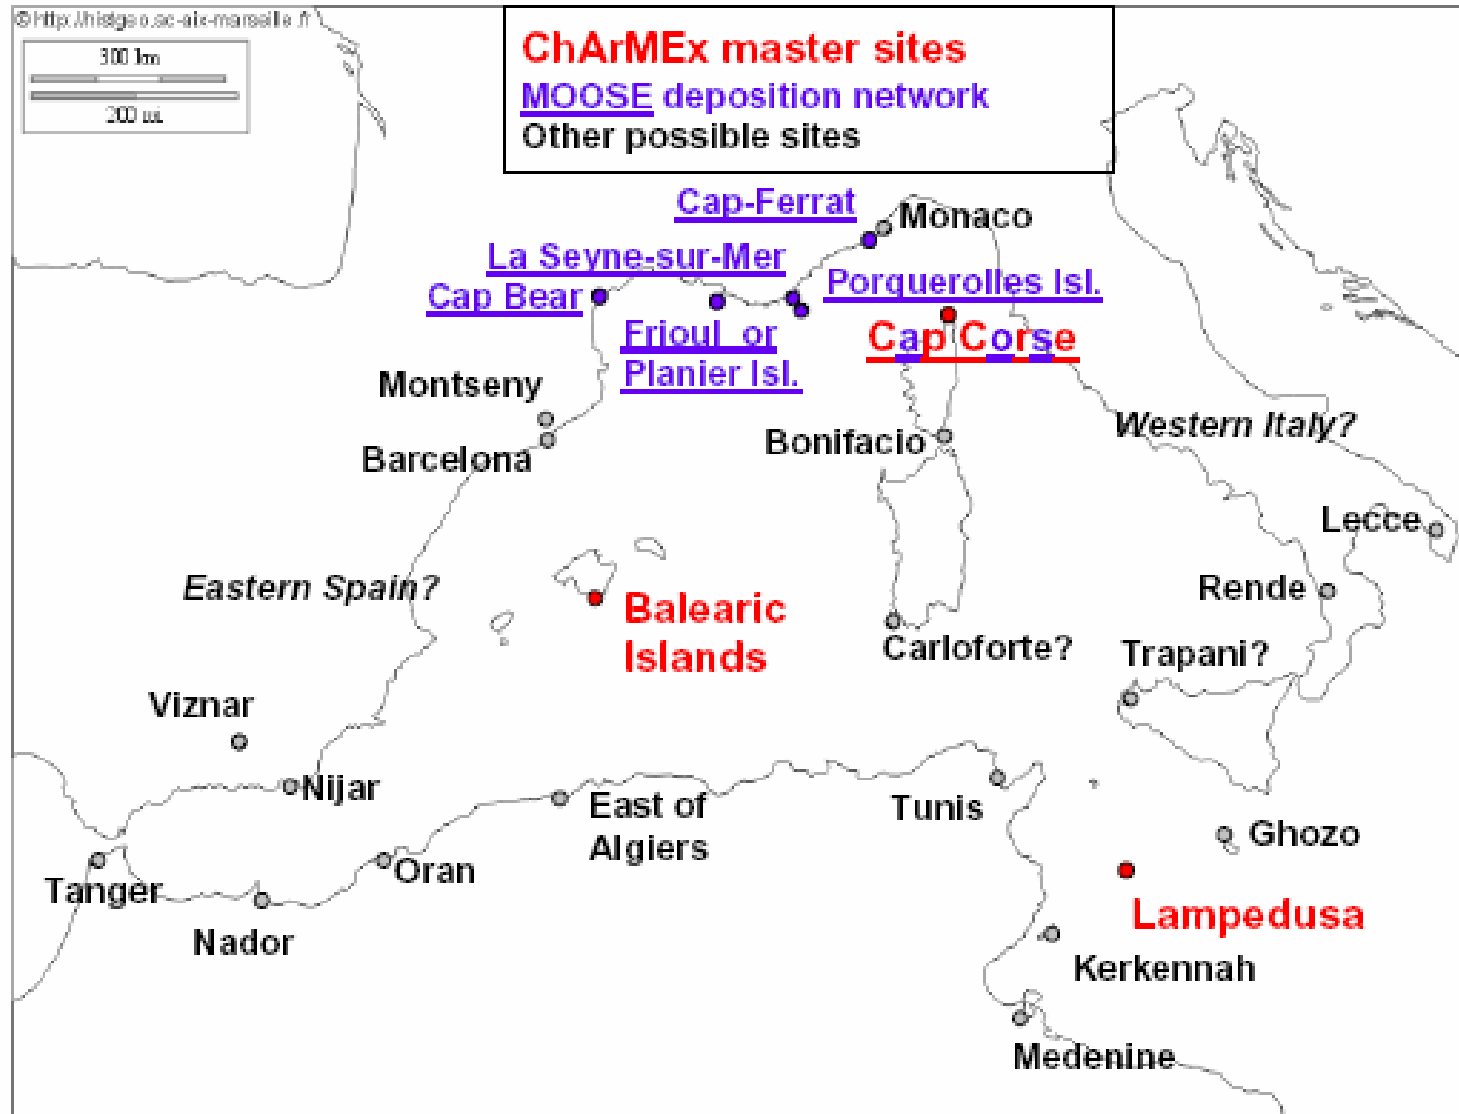 © http://histgeo.ac-aix-marseille.fr
300 km
200 mi.
ChArMEx master sites
MOOSE deposition network
Other possible sites
Cap-Ferrat
Monaco
La Seyne-sur-Mer
Cap Bear
Porquerolles Isl.
Frioul or
Planier Isl.
Cap Corse
Montseny
Barcelona
Bonifacio
Western Italy?
Lecce
Eastern Spain?
Rende
Balearic
Islands
Carloforte?
Trapani?
Viznar
Nijar
East of
Algiers
Tunis
Ghozo
Oran
Tanger
Nador
Lampedusa
Kerkennah
Medenine